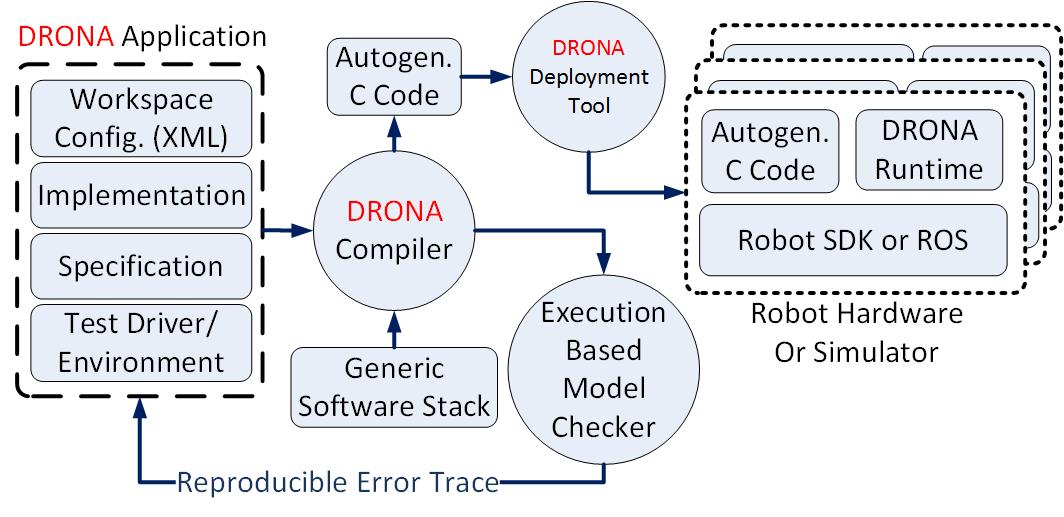 DRONA Application
Workspace
Config. (XML)
Implementation
Specification
Test Driver/
Environment
Autogen.
C Code
DRONA
Compiler
Generic
Software Stack
DRONA
Deployment
Tool
Execution
Based
Model
Checker
Reproducible Error Trace
Autogen.
C Code
DRONA
Runtime
Robot SDK or ROS
Robot Hardware
Or Simulator